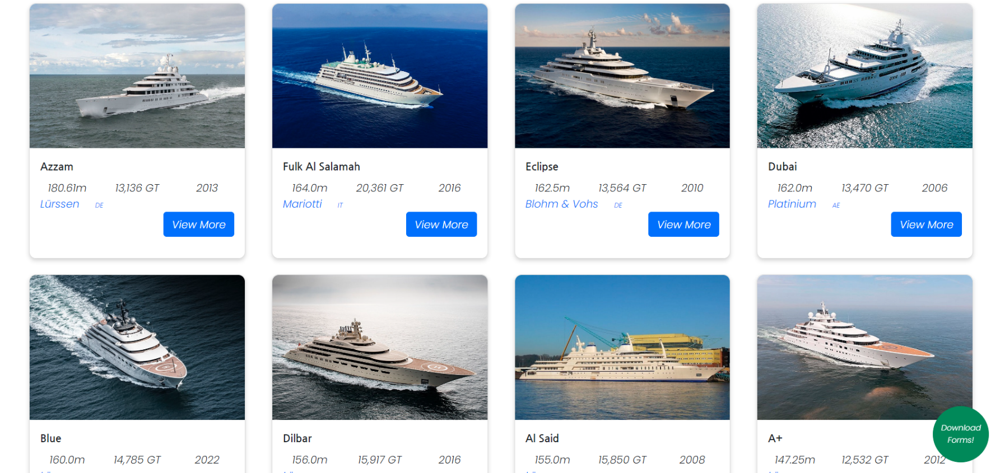 Azzam
180.61m 13,136 GT 2013
Lürssen DE
View More
Fulk Al Salamah
164.0m 20,361 GT 2016
Mariotti IT
View More
Eclipse
162.5m 13,564 GT 2010
Blohm & Vohs DE
View More
Dubai
162.0m 13,470 GT 2006
Platinium AE
View More
Blue
160.0m 14,785 GT 2022
Dilbar
156.0m 15,917 GT 2016
Al Said
155.0m 15,850 GT 2008
A+
147.25m 12,532 GT 2012
Download
Forms!